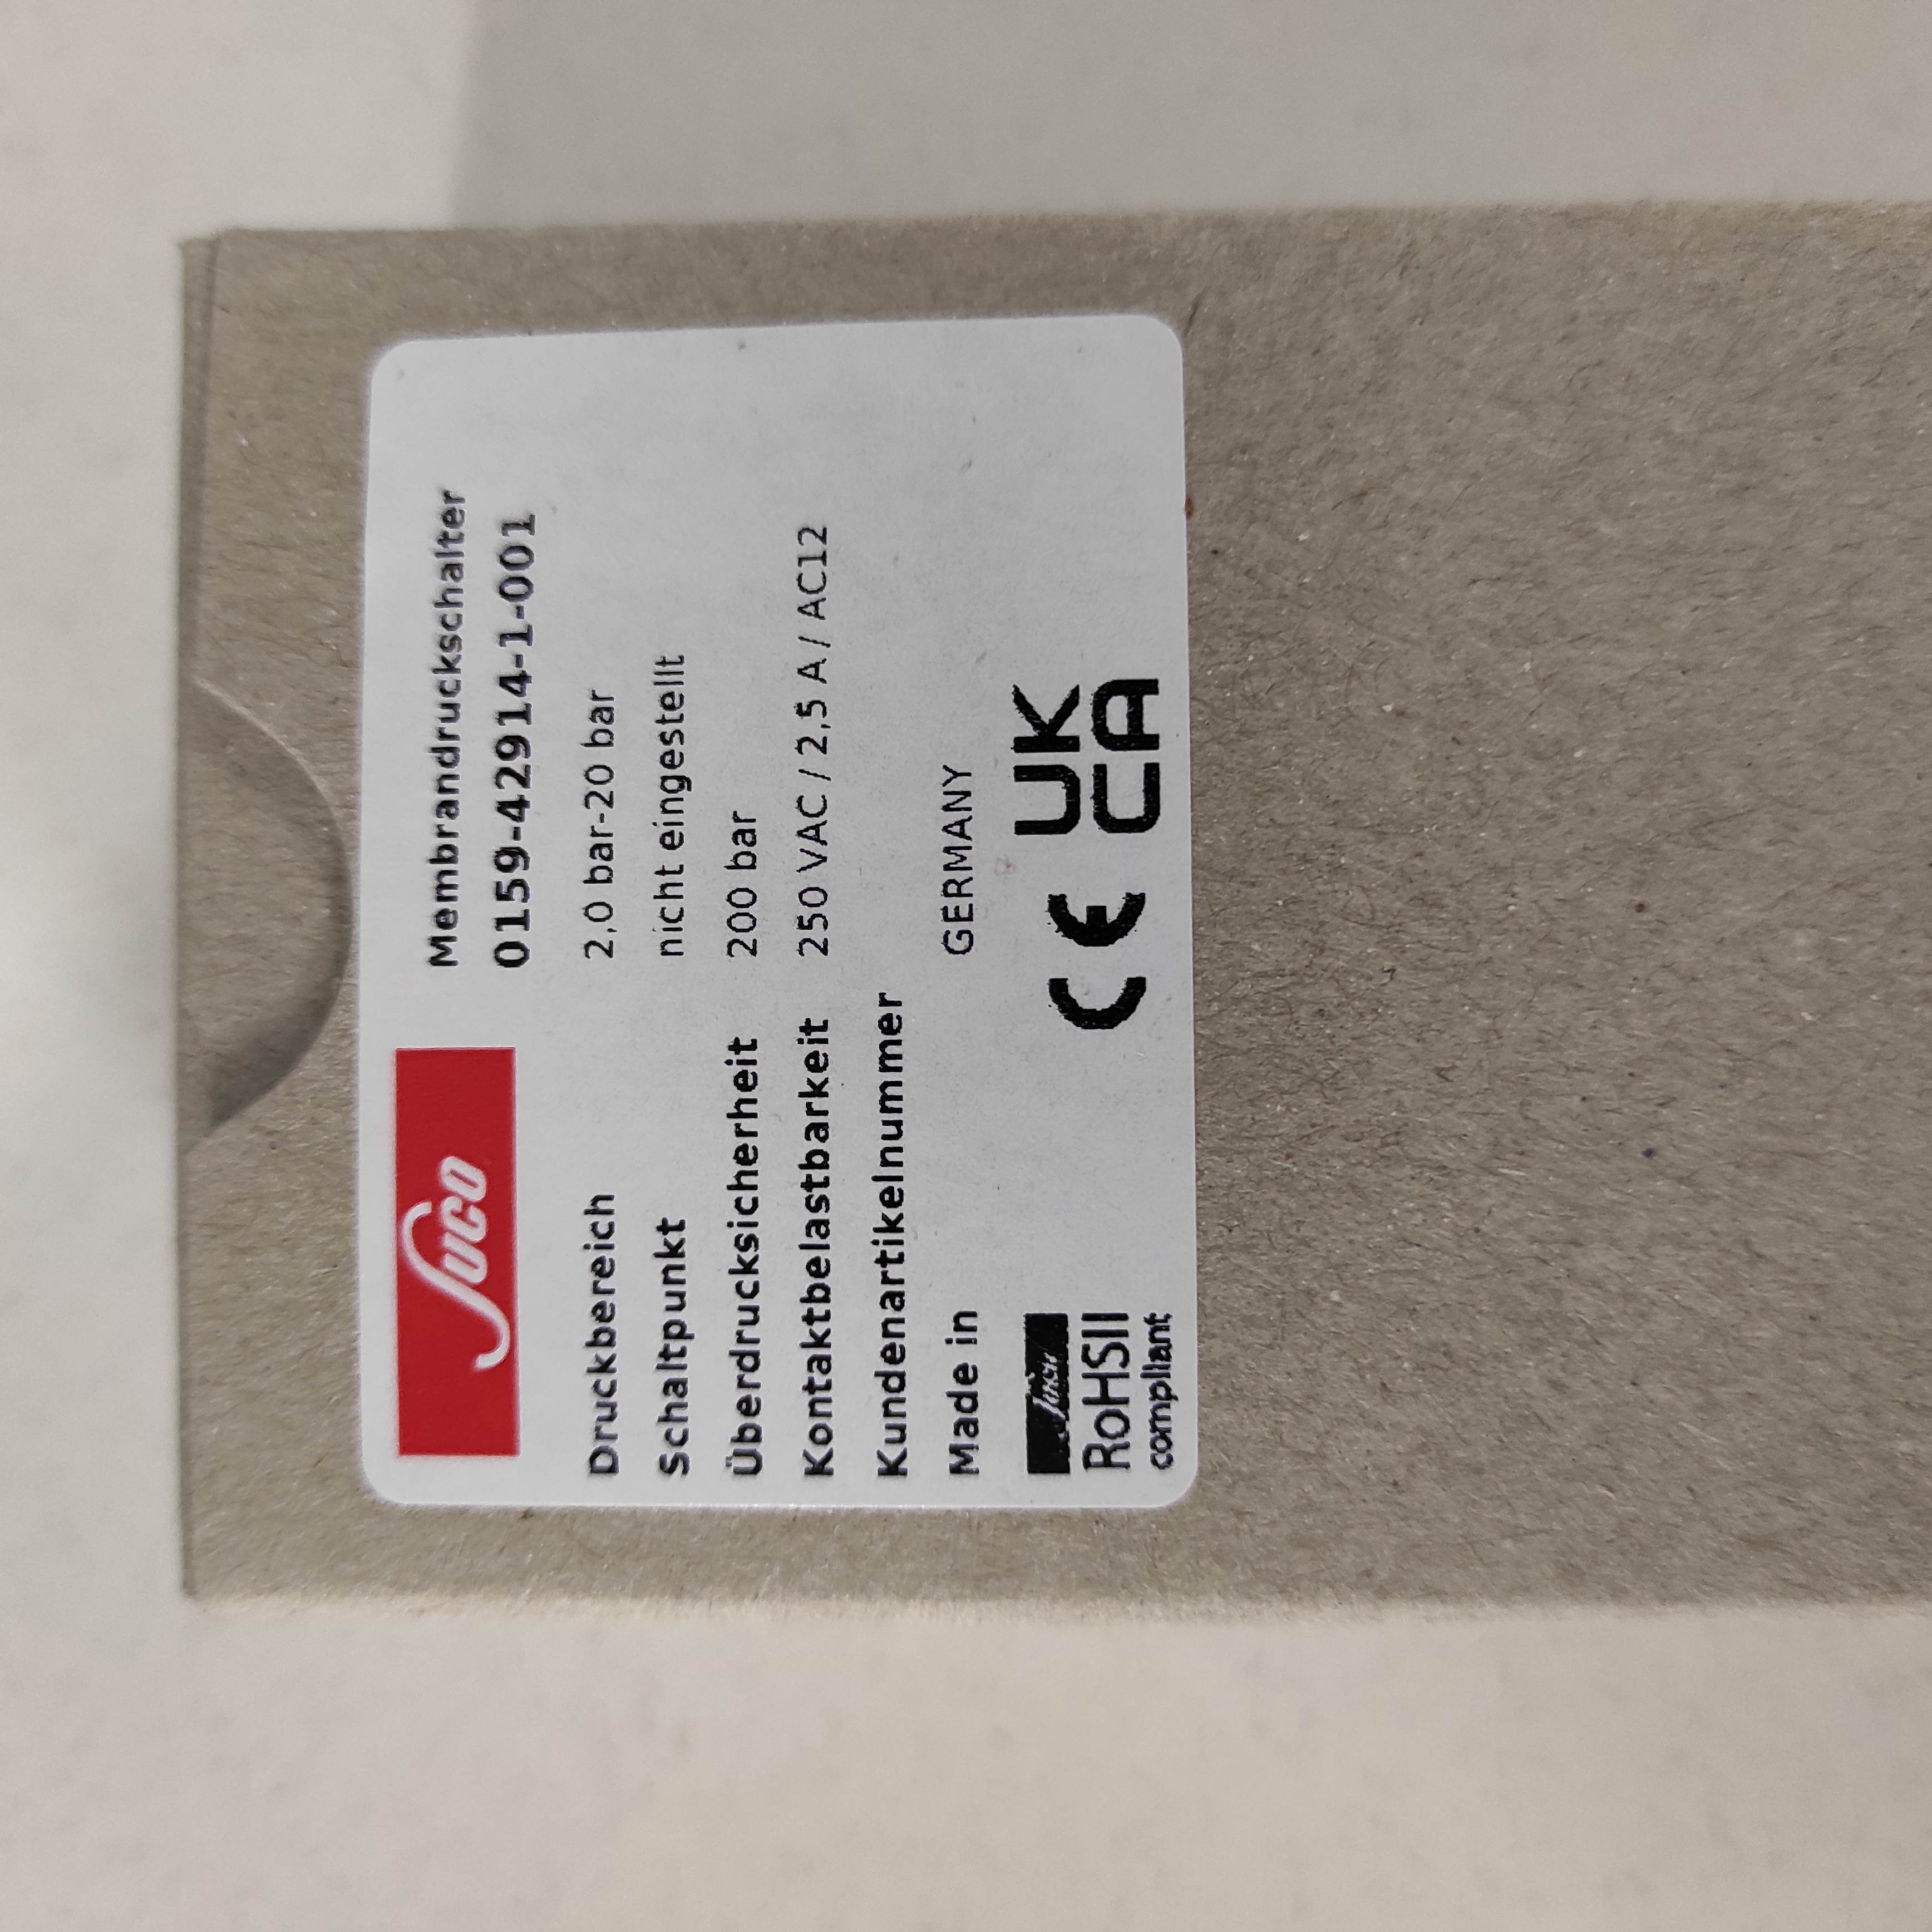 Suco
Membrandruckschalter
0159-42914-1-001
Druckbereich 2,0 bar-20 bar
Schaltpunkt nicht eingestellt
Überdrucksicherheit 200 bar
Kontaktbelastbarkeit 250 VAC / 2,5 A / AC12
Kundenartikelnummer
Made in GERMANY
Suco
RoHSII
compliant
CE
UK
CA